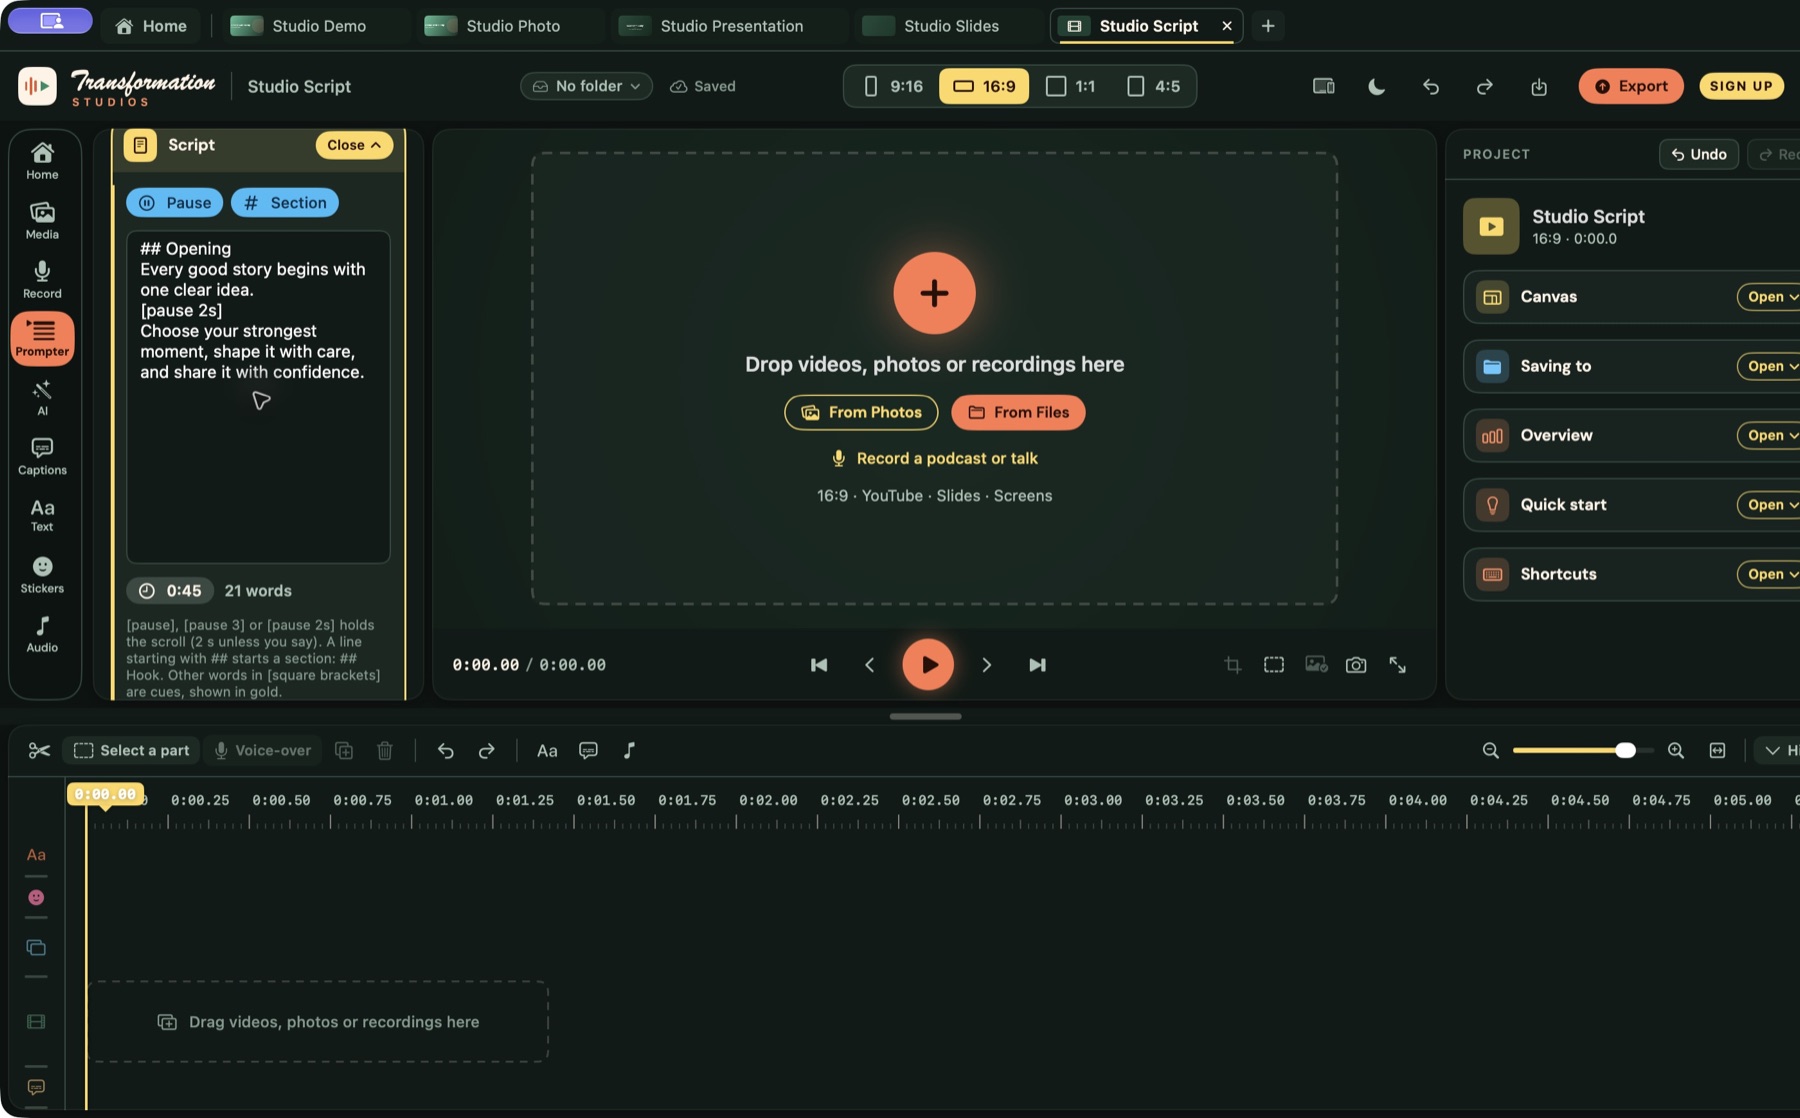 Home
Studio Demo
Studio Photo
Studio Presentation
Studio Slides
Studio Script
Transformation
STUDIOS
Studio Script
No folder
Saved
9:16
16:9
1:1
4:5
Export
SIGN UP
Home
Media
Record
Prompter
AI
Captions
Aa
Text
Stickers
Audio
Script
Close
Pause
# Section
## Opening
Every good story begins with
one clear idea.
[pause 2s]
Choose your strongest
moment, shape it with care,
and share it with confidence.
0:45
21 words
[pause], [pause 3] or [pause 2s] holds
the scroll (2 s unless you say). A line
starting with ## starts a section: ##
Hook. Other words in [square brackets]
are cues, shown in gold.
Drop videos, photos or recordings here
From Photos
From Files
Record a podcast or talk
16:9 · YouTube · Slides · Screens
0:00.00 / 0:00.00
PROJECT
Undo
Studio Script
16:9 · 0:00.0
Canvas
Open
Saving to
Open
Overview
Open
Quick start
Open
Shortcuts
Open
Select a part
Voice-over
Aa
0:00.00
0:00.25
0:00.50
0:00.75
0:01.00
0:01.25
0:01.50
0:01.75
0:02.00
0:02.25
0:02.50
0:02.75
0:03.00
0:03.25
0:03.50
0:03.75
0:04.00
0:04.25
0:04.50
0:04.75
0:05.00
Aa
Drag videos, photos or recordings here